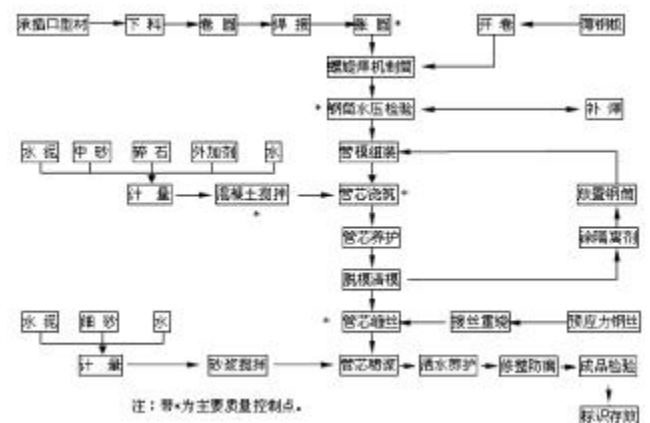 承插口型材 下料 卷圆 焊接 胀圆* 开卷 薄钢板
螺旋焊机制筒
*钢筒水压检验 补焊
水泥 中砂 碎石 外加剂 水 管模组装
计量 混凝土搅拌* 管芯浇筑* 放置钢筒
管芯养护 涂隔离剂
脱模清模
水泥 细砂 水 *管芯缠丝 接丝重绕 预应力钢丝
计量 砂浆搅拌 管芯喷浆 洒水养护 修整防腐 成品检验
注：带*为主要质量控制点。
标识存放